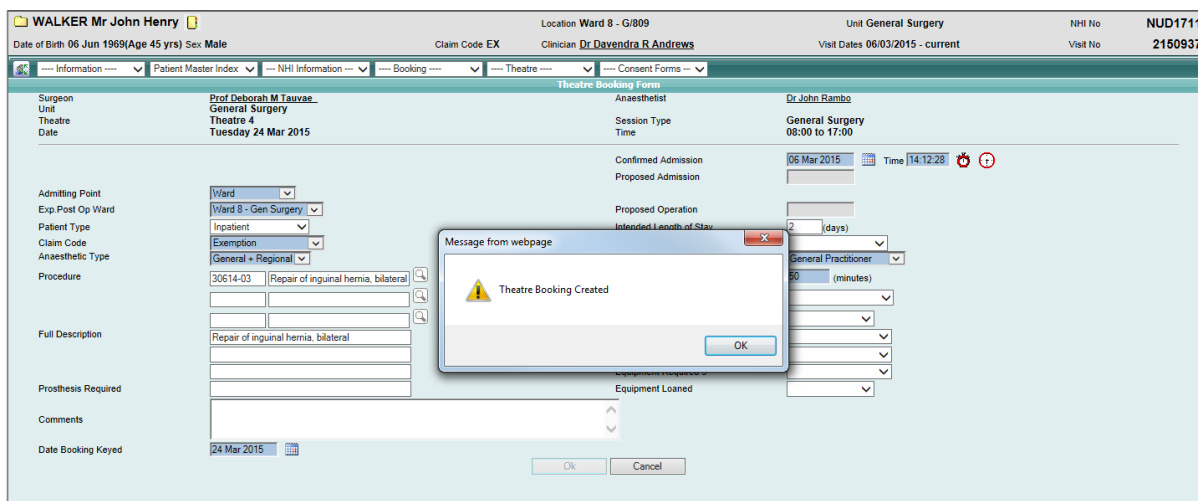 WALKER Mr John Henry Location Ward 8 - G/809 Unit General Surgery NHI No NUD1711
Date of Birth 06 Jun 1969(Age 45 yrs) Sex Male Claim Code EX Clinician Dr Davendra R Andrews Visit Dates 06/03/2015 - current Visit No 2150937
---- Information ---- Patient Master Index --- NHI Information --- ---- Booking ---- ---- Theatre ---- ---- Consent Forms ---
Theatre Booking Form
Surgeon Prof Deborah M Tauvae Anaesthetist Dr John Rambo
Unit General Surgery
Theatre Theatre 4 Session Type General Surgery
Date Tuesday 24 Mar 2015 Time 08:00 to 17:00
Confirmed Admission 06 Mar 2015 Time 14:12:28
Proposed Admission
Admitting Point Ward
Exp.Post Op Ward Ward 8 - Gen Surgery Proposed Operation
Patient Type Inpatient Intended Length of Stay 2 (days)
Claim Code Exemption
Anaesthetic Type General + Regional General Practitioner
Procedure 30614-03 Repair of inguinal hernia, bilateral 50 (minutes)
Message from webpage
Theatre Booking Created
OK
Full Description Repair of inguinal hernia, bilateral
Equipment Required 3
Prosthesis Required Equipment Loaned
Comments
Date Booking Keyed 24 Mar 2015
Ok Cancel